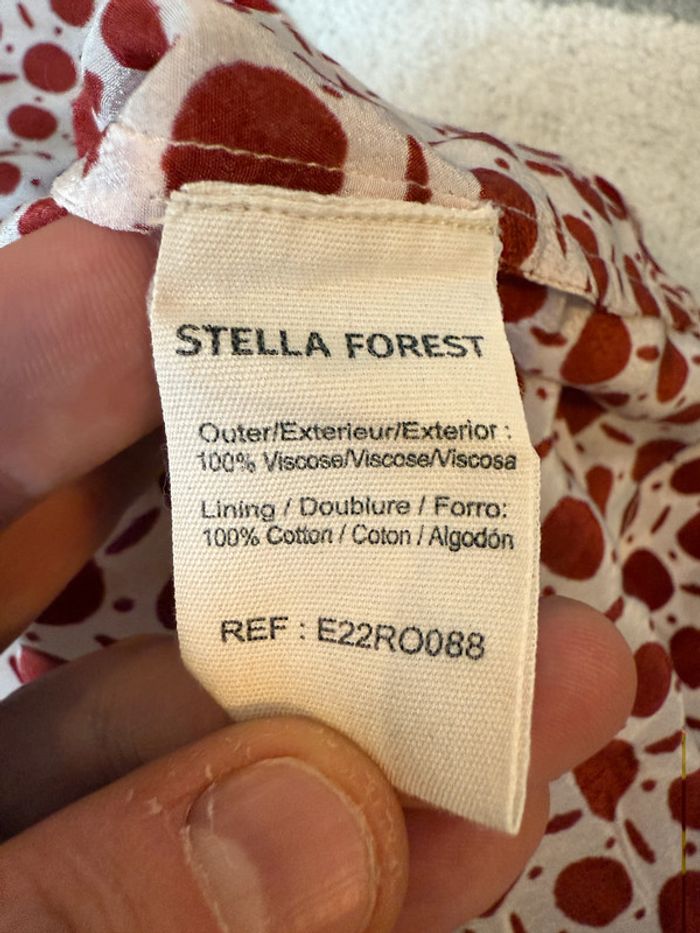 STELLA FOREST
Outer/Exterieur/Exterior :
100% Viscose/Viscose/Viscosa
Lining / Doublure / Forro:
100% Cotton / Coton / Algodón
REF : E22RO088